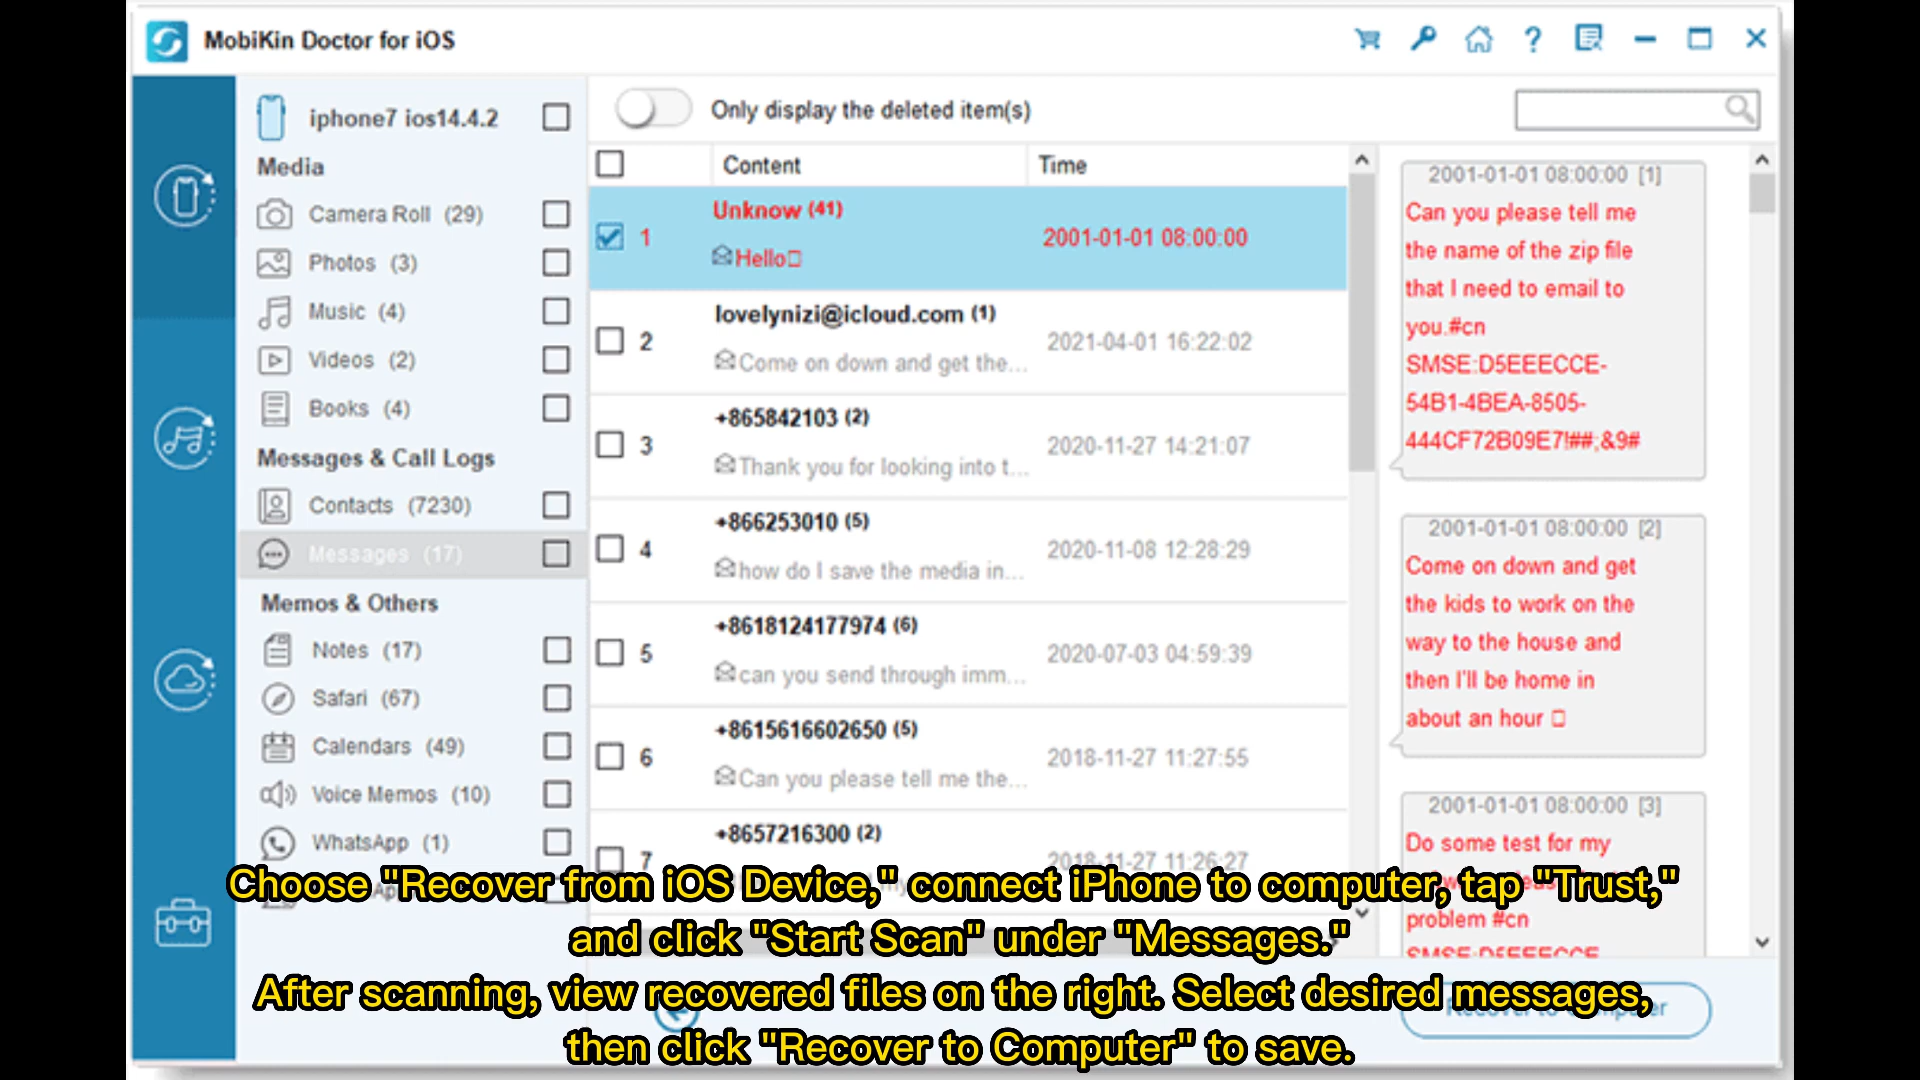 MobiKin Doctor for iOS
iphone7 ios14.4.2
Only display the deleted item(s)
Media
Camera Roll (29)
Photos (3)
Music (4)
Videos (2)
Books (4)
Messages & Call Logs
Contacts (7230)
Messages (17)
Memos & Others
Notes (17)
Safari (67)
Calendars (49)
Voice Memos (10)
WhatsApp (1)
Content Time
1 Unknow (41) 2001-01-01 08:00:00
Hello
2 lovelynizi@icloud.com (1) 2021-04-01 16:22:02
Come on down and get the...
3 +865842103 (2) 2020-11-27 14:21:07
Thank you for looking into t...
4 +866253010 (5) 2020-11-08 12:28:29
how do I save the media in...
5 +8618124177974 (6) 2020-07-03 04:59:39
can you send through imm...
6 +8615616602650 (5) 2018-11-27 11:27:55
Can you please tell me the...
7 +8657216300 (2) 2018-11-27 11:26:27
2001-01-01 08:00:00 [1]
Can you please tell me
the name of the zip file
that I need to email to
you.#cn
SMSE:D5EEECCE-
54B1-4BEA-8505-
444CF72B09E7!##;&9#
2001-01-01 08:00:00 [2]
Come on down and get
the kids to work on the
way to the house and
then I'll be home in
about an hour
2001-01-01 08:00:00 [3]
Do some test for my
problem #cn
Recover to Computer
Choose "Recover from iOS Device," connect iPhone to computer, tap "Trust,"
and click "Start Scan" under "Messages."
After scanning, view recovered files on the right. Select desired messages,
then click "Recover to Computer" to save.